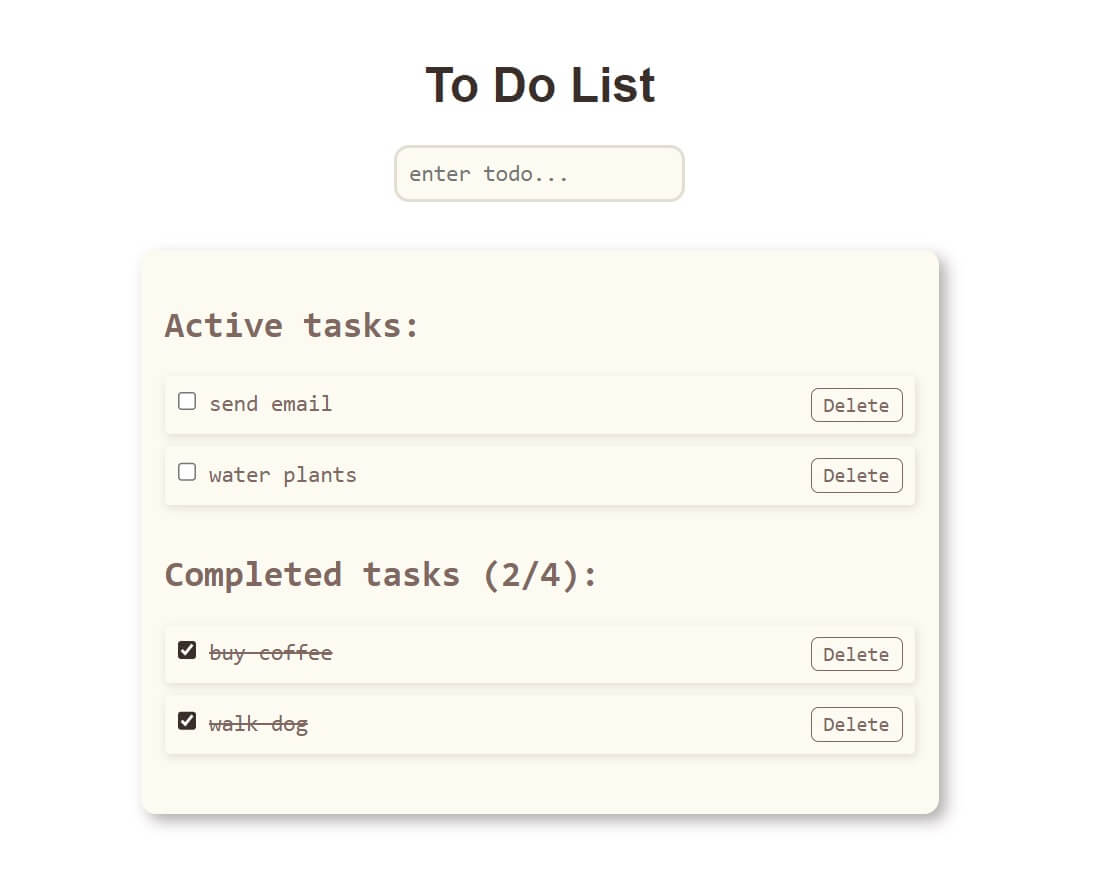 To Do List
enter todo...
Active tasks:
send email Delete
water plants Delete
Completed tasks (2/4):
buy coffee Delete
walk dog Delete